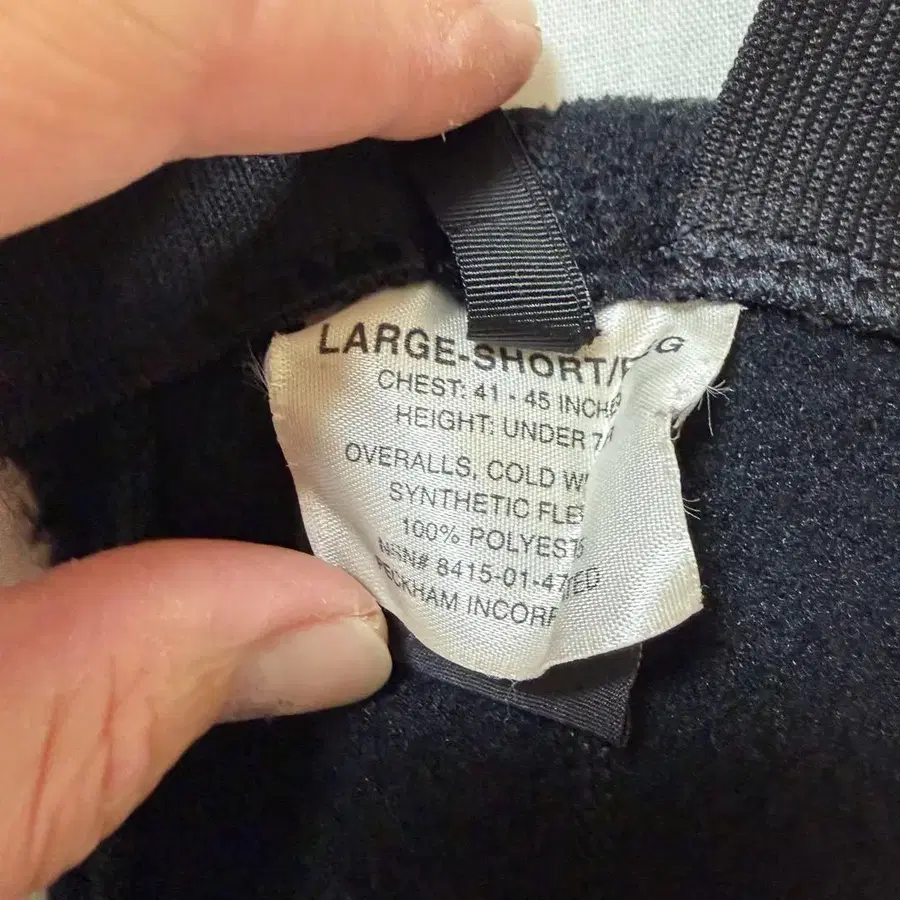 LARGE-SHORT/
CHEST: 41 - 45 INCHES
HEIGHT: UNDER 7
OVERALLS, COLD W
SYNTHETIC FLE
100% POLYEST
NSN# 8415-01-47
PECKHAM INCORP